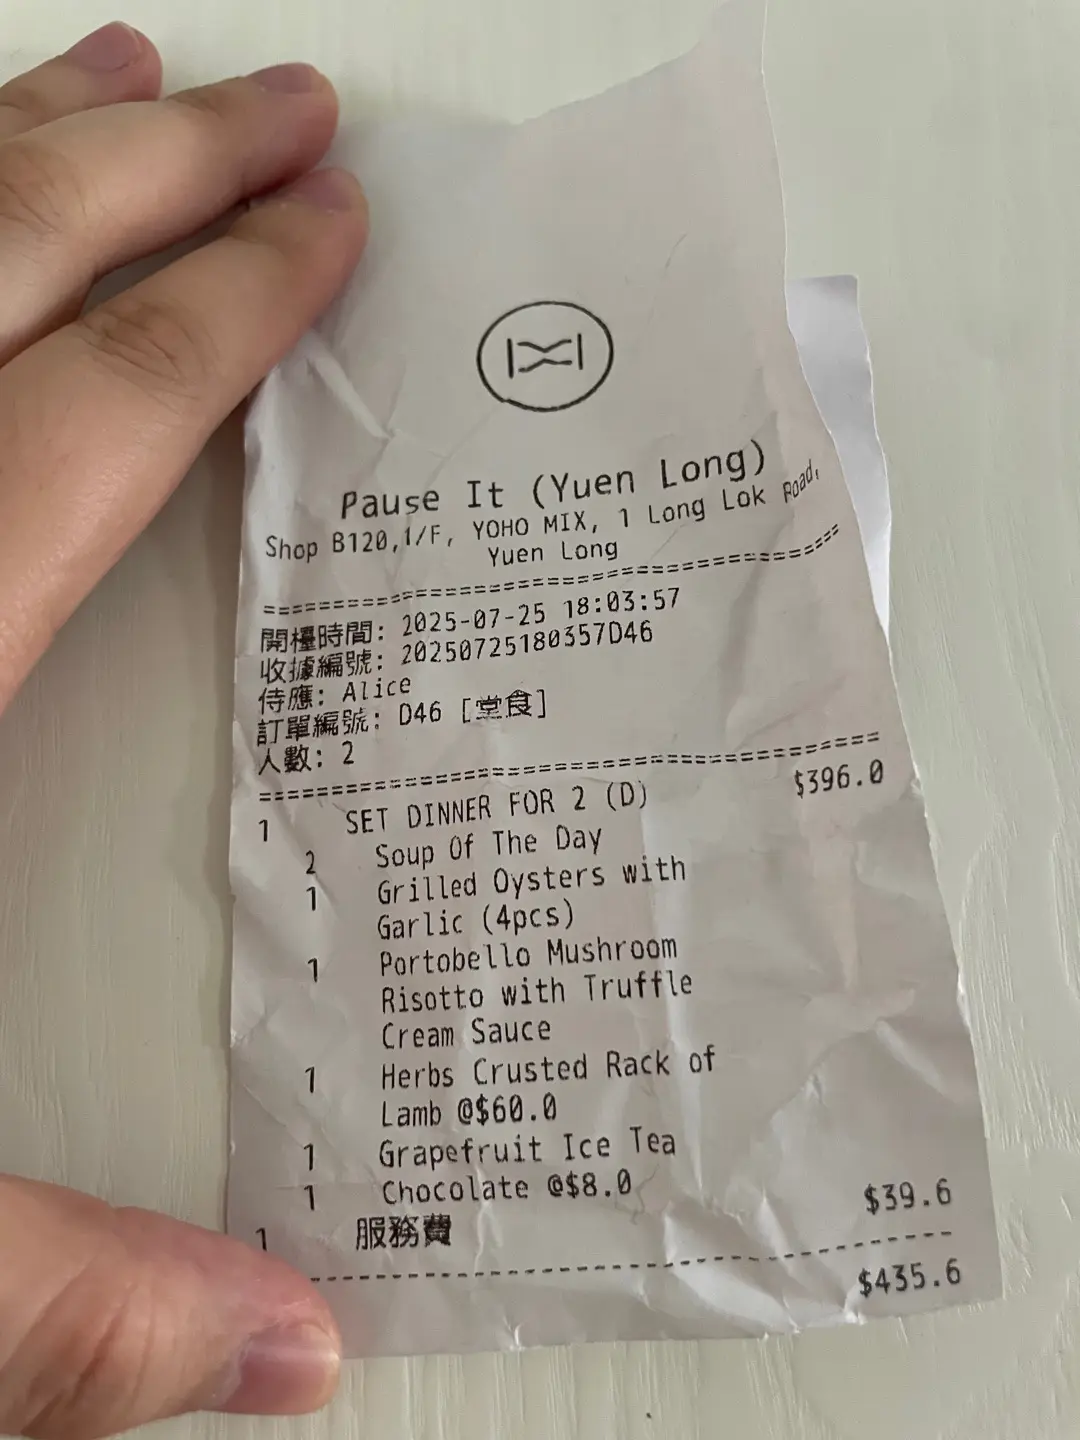 Pause It (Yuen Long)
Shop B120,1/F, YOHO MIX, 1 Long Lok Road,
Yuen Long
==========================================
開檯時間: 2025-07-25 18:03:57
收據編號: 20250725180357D46
侍應: Alice
訂單編號: D46 [堂食]
人數: 2
==========================================
1 SET DINNER FOR 2 (D) $396.0
2 Soup Of The Day
1 Grilled Oysters with
Garlic (4pcs)
1 Portobello Mushroom
Risotto with Truffle
Cream Sauce
1 Herbs Crusted Rack of
Lamb @$60.0
1 Grapefruit Ice Tea
1 Chocolate @$8.0
1 服務費 $39.6
------------------------------------------
$435.6